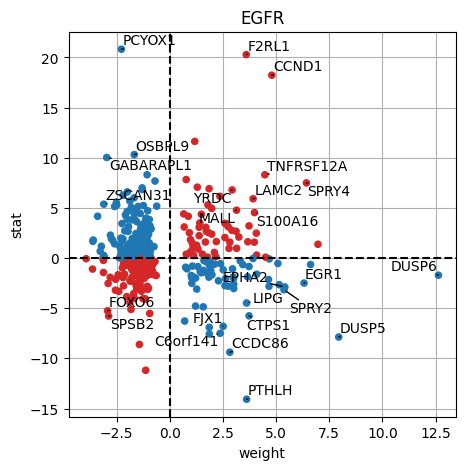 EGFR
PCYOX1
F2RL1
CCND1
OSBPL9
GABARAPL1
TNFRSF12A
ZSCAN31
YRDC
LAMC2
SPRY4
MALL
S100A16
EPHA2
EGR1
DUSP6
FOXO6
LIPG
SPRY2
SPSB2
FJX1
CTPS1
DUSP5
C6orf141
CCDC86
PTHLH
stat
20
15
10
5
0
−5
−10
−15
−2.5
0.0
2.5
5.0
7.5
10.0
12.5
weight